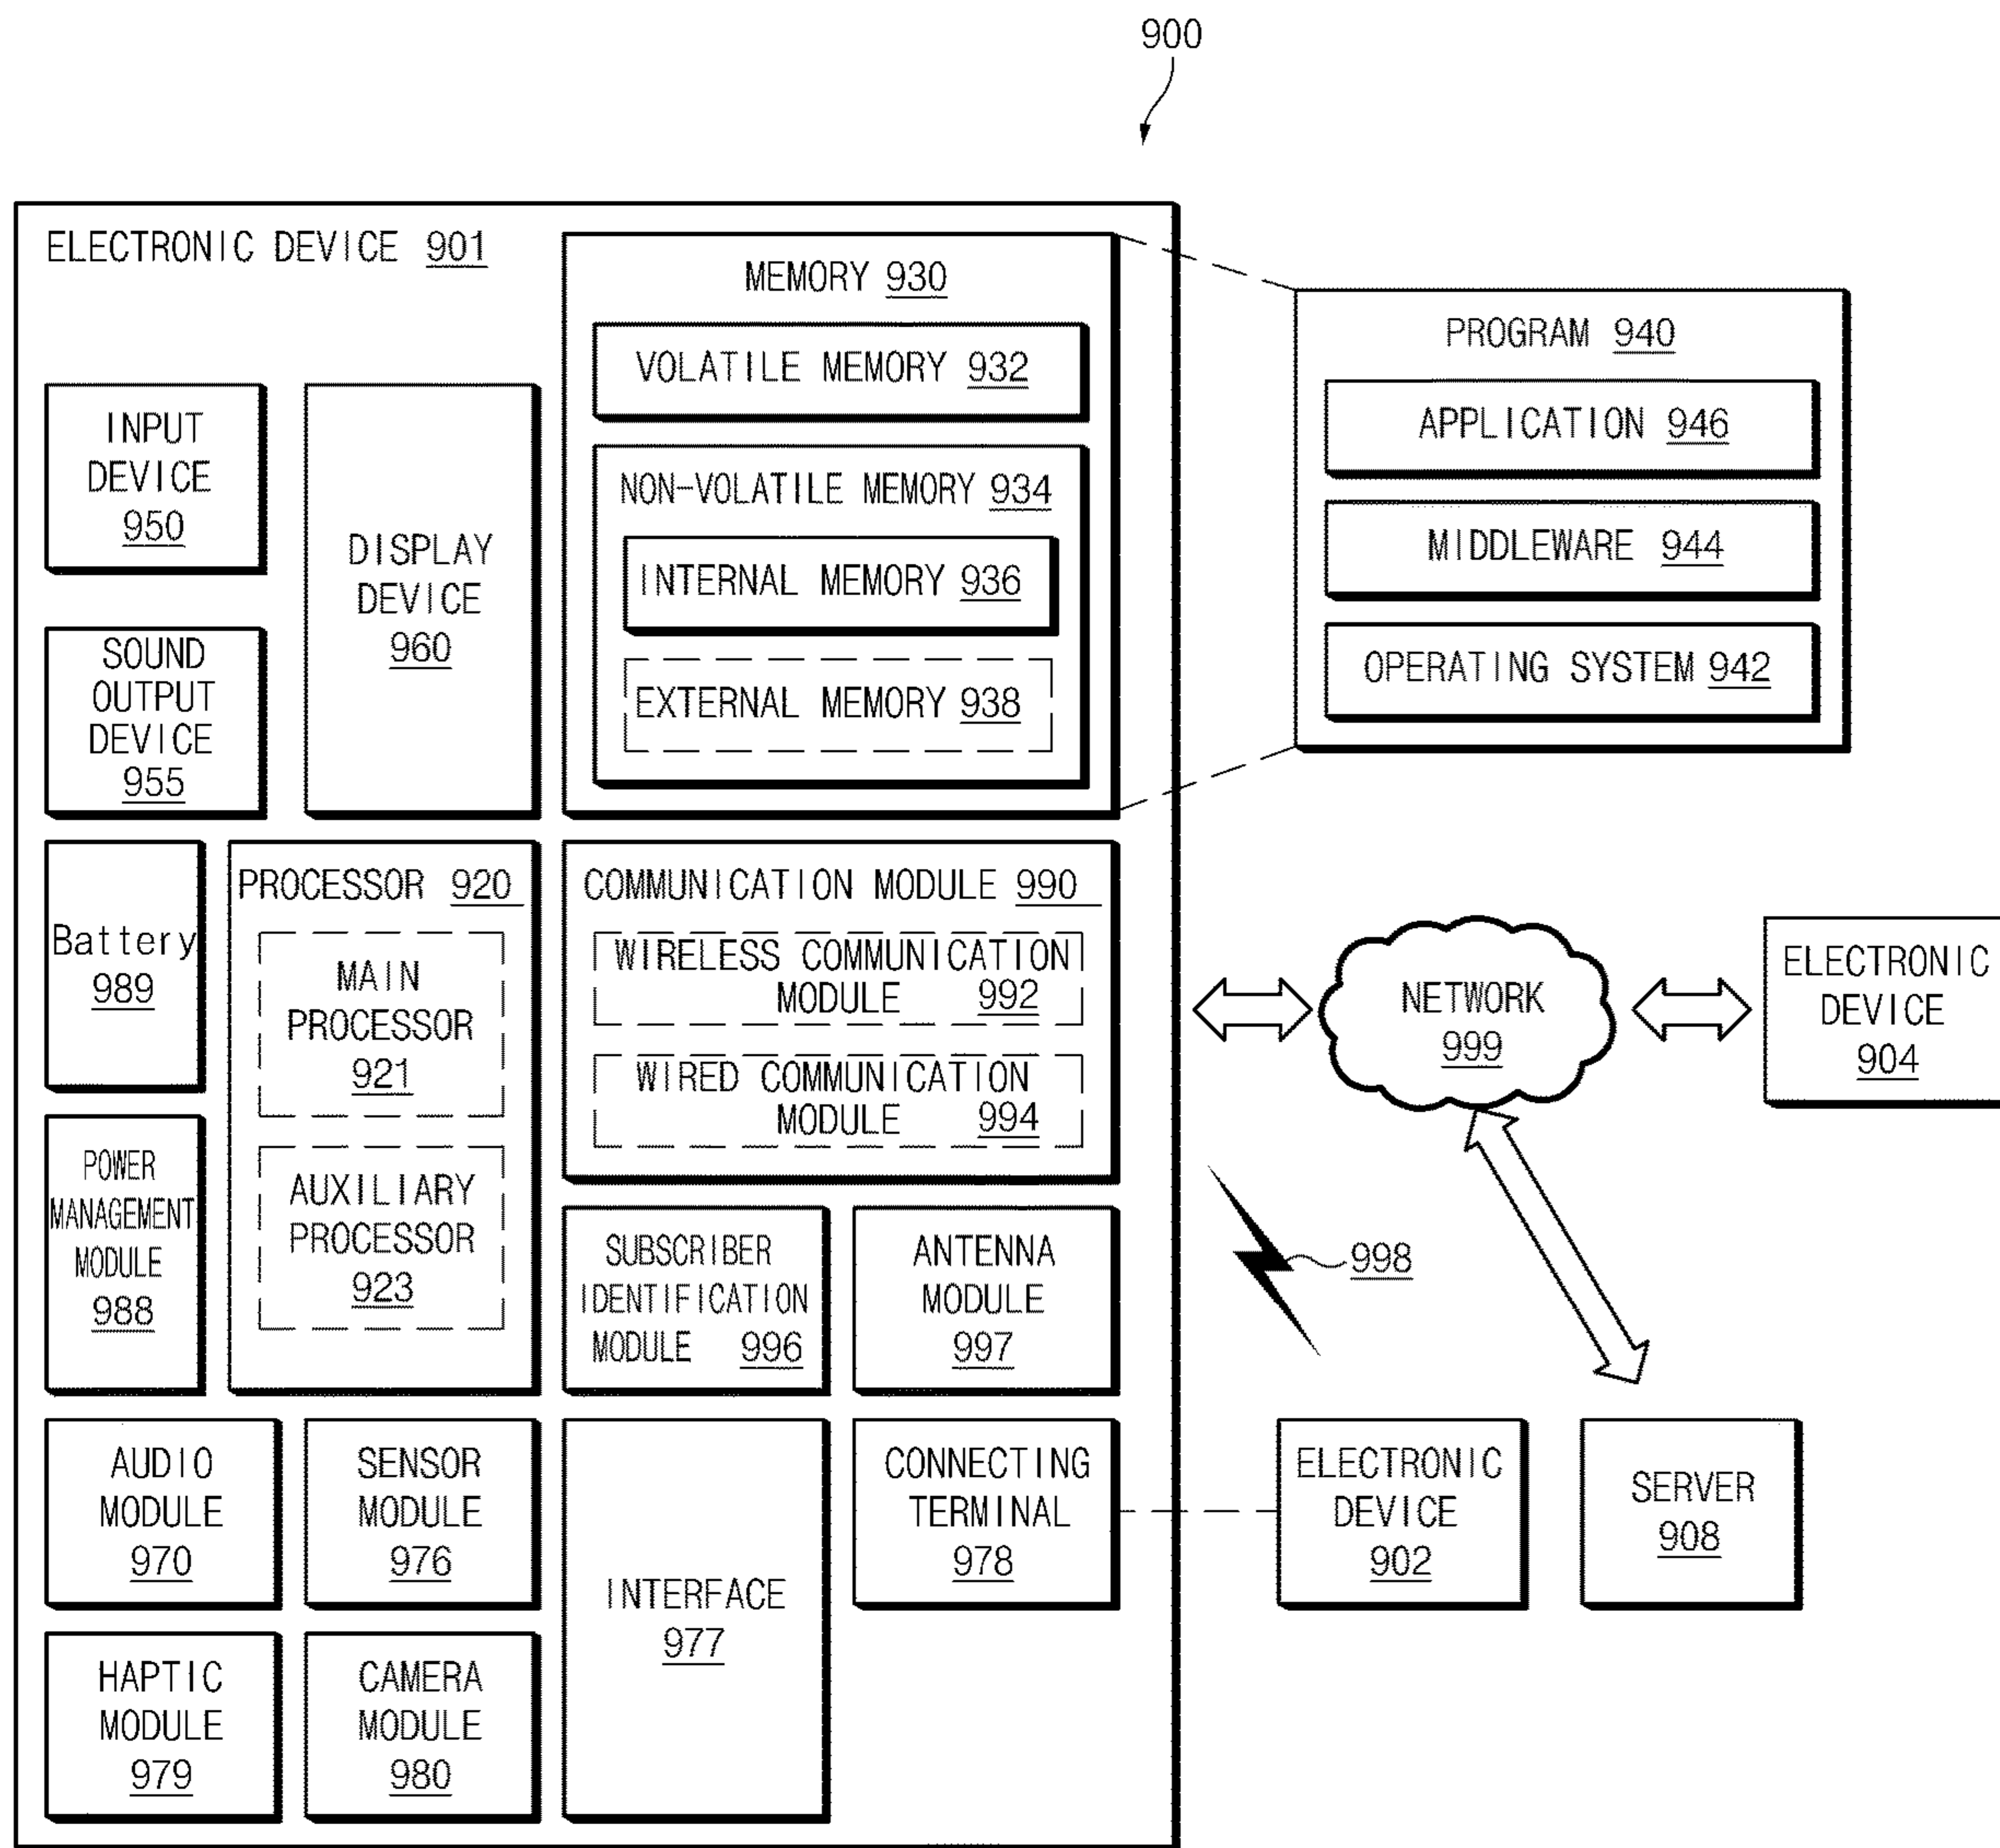 900
ELECTRONIC DEVICE 901
MEMORY 930
VOLATILE MEMORY 932
NON-VOLATILE MEMORY 934
INTERNAL MEMORY 936
EXTERNAL MEMORY 938
PROGRAM 940
APPLICATION 946
MIDDLEWARE 944
OPERATING SYSTEM 942
INPUT
DEVICE
950
SOUND
OUTPUT
DEVICE
955
DISPLAY
DEVICE
960
Battery
989
POWER
MANAGEMENT
MODULE
988
PROCESSOR 920
MAIN
PROCESSOR
921
AUXILIARY
PROCESSOR
923
COMMUNICATION MODULE 990
WIRELESS COMMUNICATION
MODULE 992
WIRED COMMUNICATION
MODULE 994
SUBSCRIBER
IDENTIFICATION
MODULE 996
ANTENNA
MODULE
997
NETWORK
999
ELECTRONIC
DEVICE
904
998
AUDIO
MODULE
970
SENSOR
MODULE
976
INTERFACE
977
CONNECTING
TERMINAL
978
ELECTRONIC
DEVICE
902
SERVER
908
HAPTIC
MODULE
979
CAMERA
MODULE
980